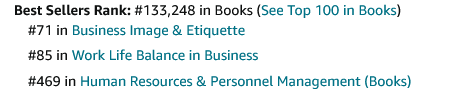 Best Sellers Rank: #133,248 in Books (See Top 100 in Books)
#71 in Business Image & Etiquette
#85 in Work Life Balance in Business
#469 in Human Resources & Personnel Management (Books)